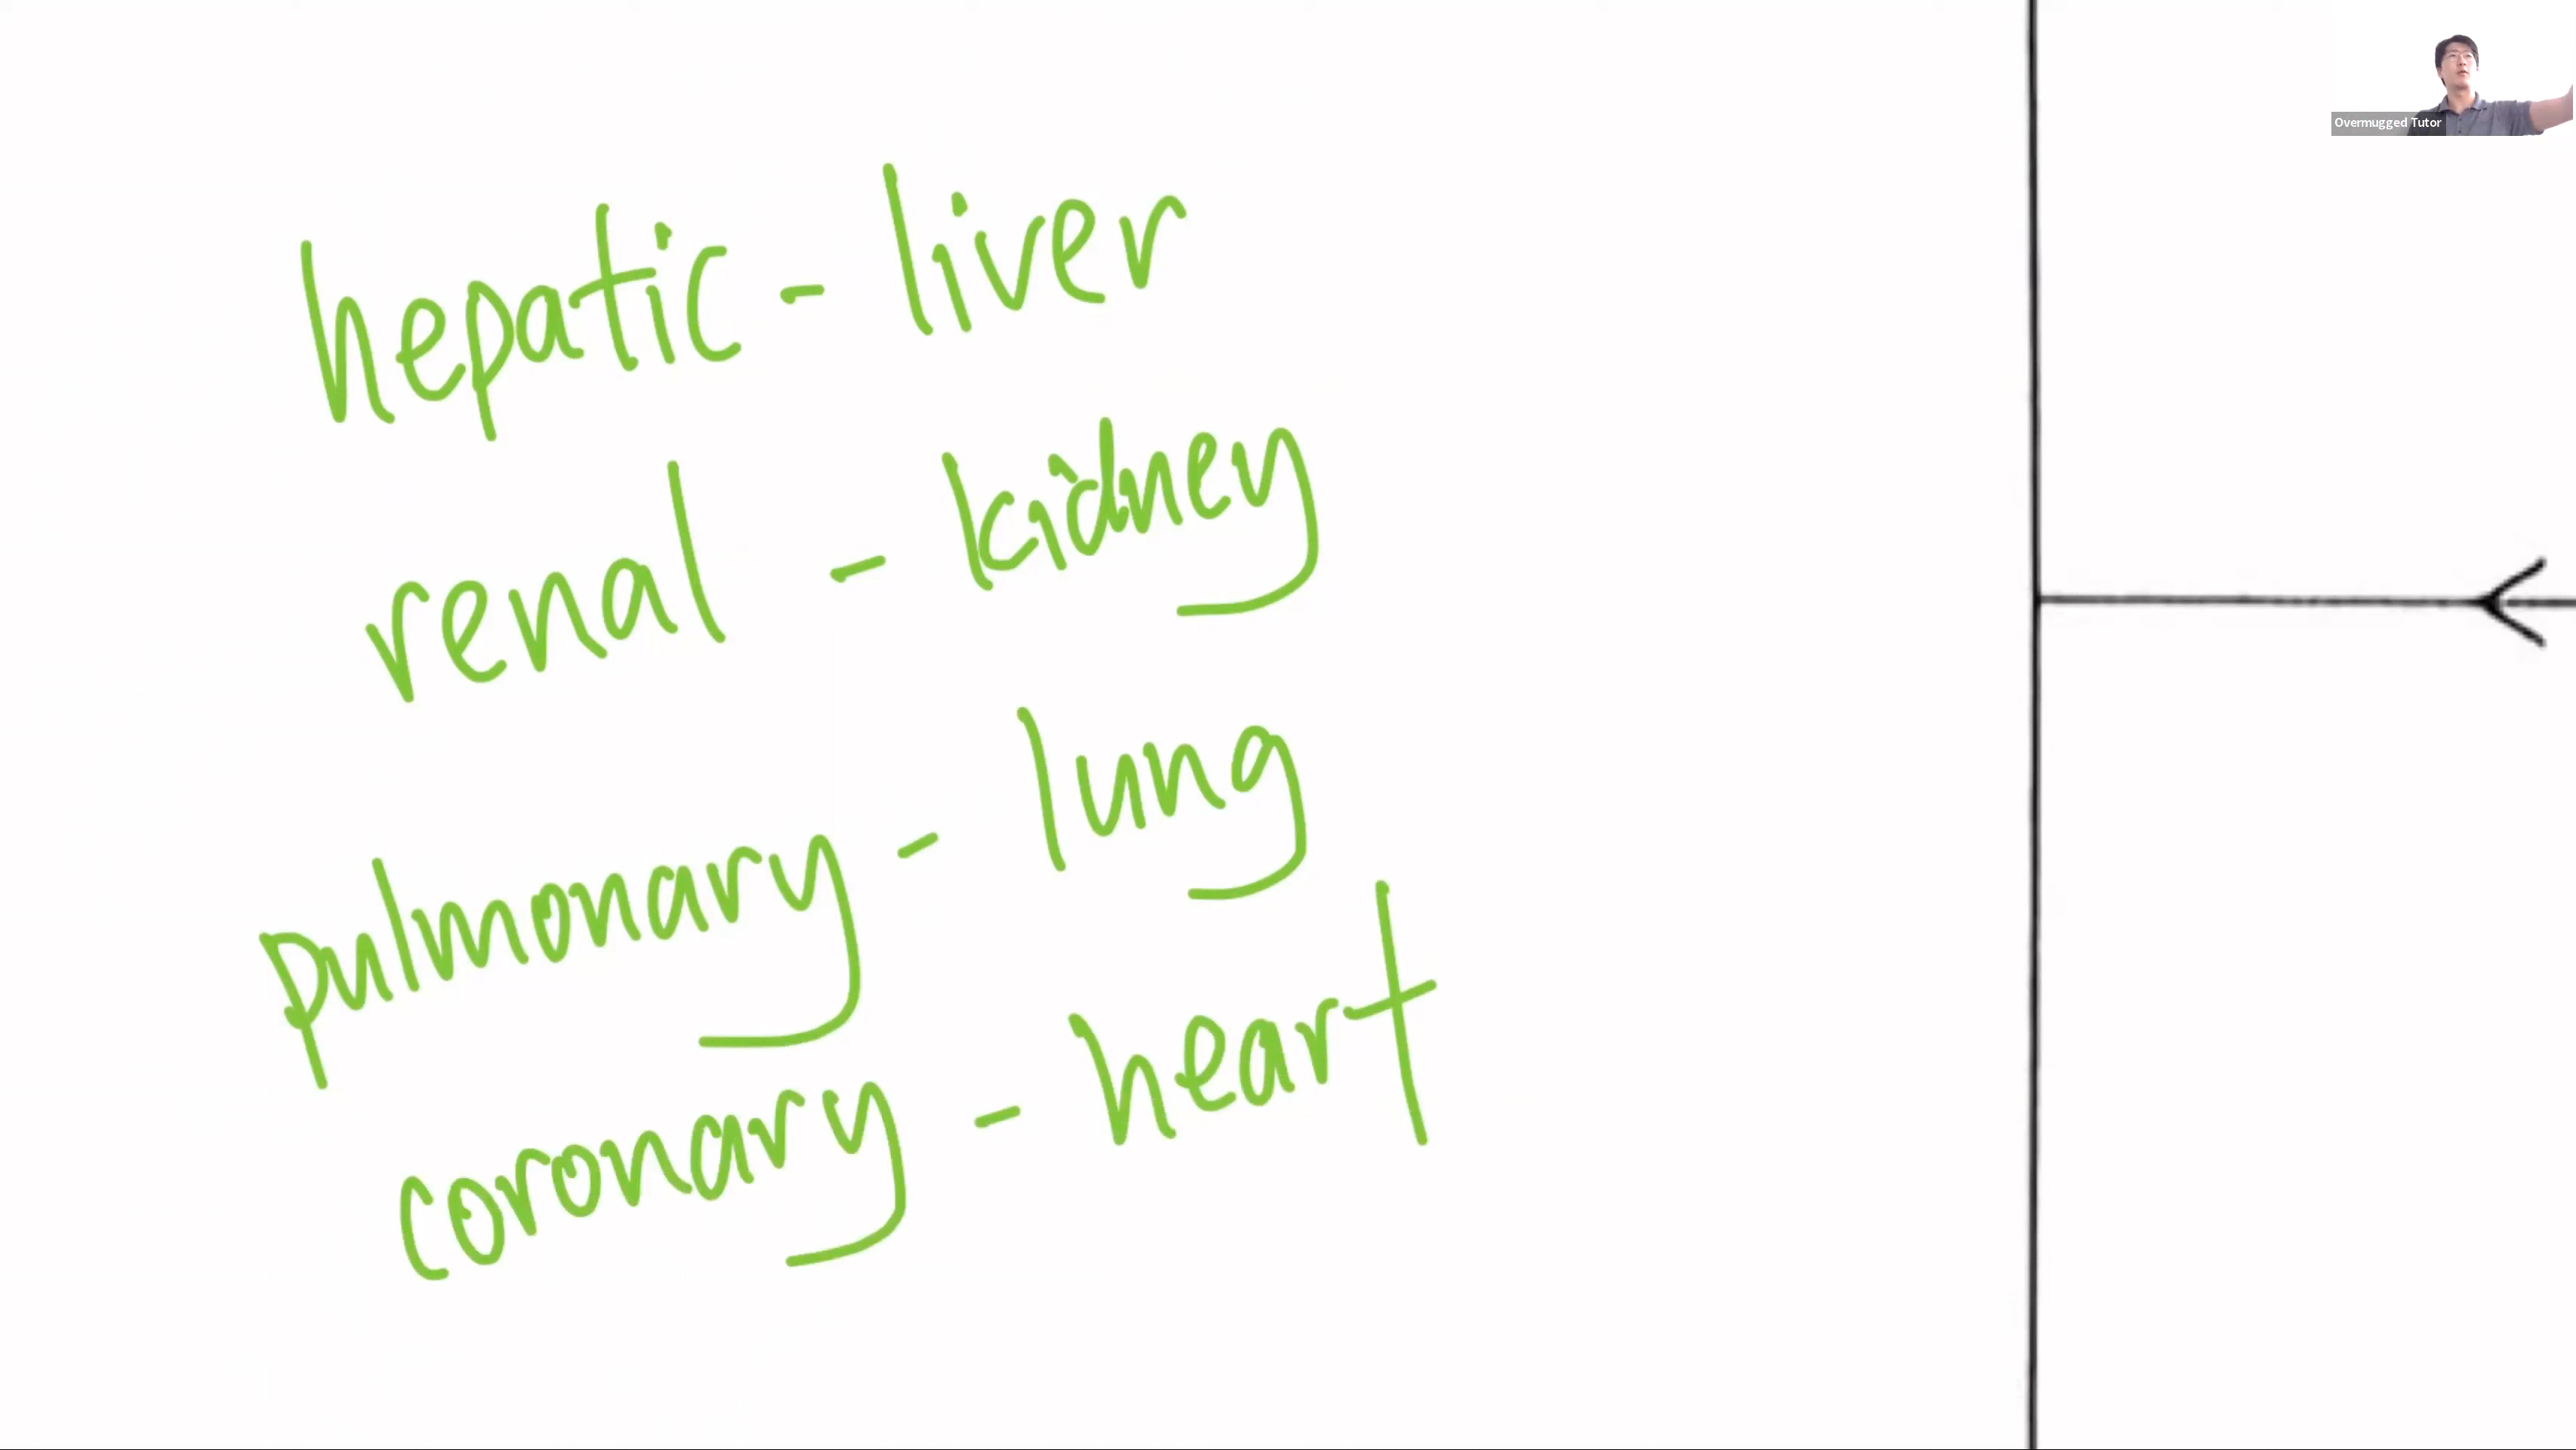 Overmugged Tutor
hepatic - liver
renal - kidney
pulmonary - lung
coronary - heart